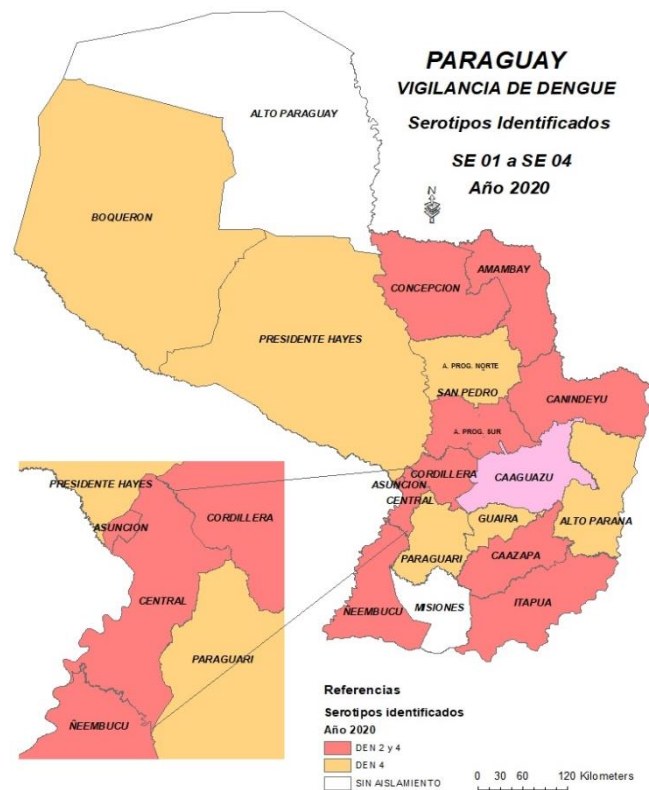 PARAGUAY
VIGILANCIA DE DENGUE
Serotipos Identificados
SE 01 a SE 04
Año 2020
N
ALTO PARAGUAY
BOQUERON
PRESIDENTE HAYES
CONCEPCION
AMAMBAY
A. PROG. NORTE
SAN PEDRO
CANINDEYU
A. PROG. SUR
CORDILLERA
ASUNCION
CENTRAL
CAAGUAZU
GUAIRA
ALTO PARANA
PARAGUARI
CAAZAPA
ÑEEMBUCU
MISIONES
ITAPUA
PRESIDENTE HAYES
ASUNCION
CORDILLERA
CENTRAL
PARAGUARI
ÑEEMBUCU
Referencias
Serotipos identificados
Año 2020
DEN 2 y 4
DEN 4
SIN AISLAMIENTO
0 30 60 120 Kilometers